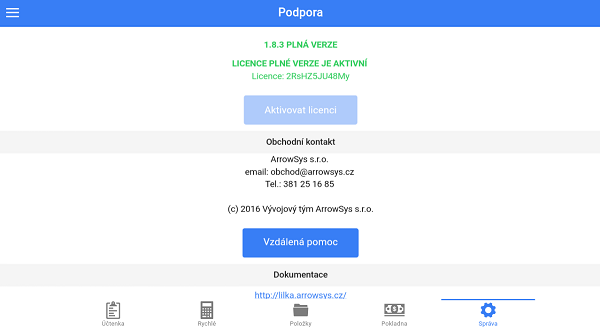 Podpora
1.8.3 PLNÁ VERZE
LICENCE PLNÉ VERZE JE AKTIVNÍ
Licence: 2RsHZ5JU48My
Aktivovat licenci
Obchodní kontakt
ArrowSys s.r.o.
email: obchod@arrowsys.cz
Tel.: 381 25 16 85
(c) 2016 Vývojový tým ArrowSys s.r.o.
Vzdálená pomoc
Dokumentace
http://lilka.arrowsys.cz/
Účtenka Rychlé Položky Pokladna Správa